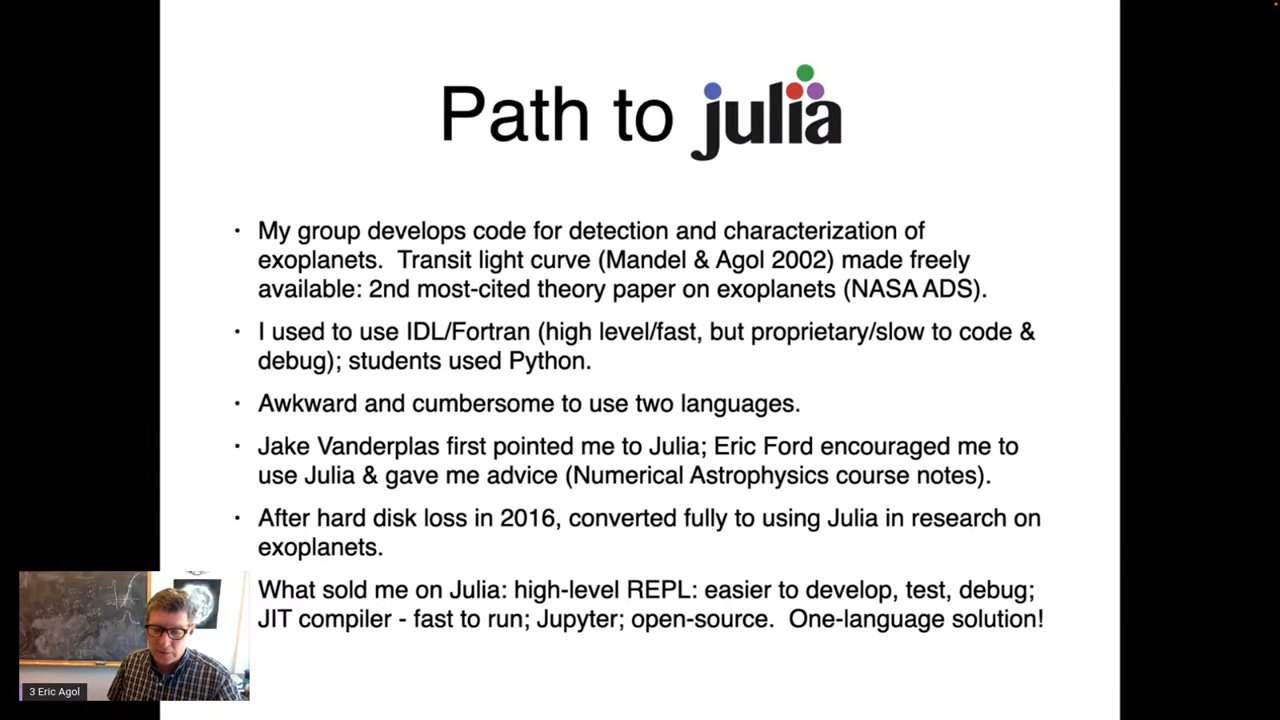 Path to julia
· My group develops code for detection and characterization of
exoplanets. Transit light curve (Mandel & Agol 2002) made freely
available: 2nd most-cited theory paper on exoplanets (NASA ADS).
· I used to use IDL/Fortran (high level/fast, but proprietary/slow to code &
debug); students used Python.
· Awkward and cumbersome to use two languages.
· Jake Vanderplas first pointed me to Julia; Eric Ford encouraged me to
use Julia & gave me advice (Numerical Astrophysics course notes).
· After hard disk loss in 2016, converted fully to using Julia in research on
exoplanets.
What sold me on Julia: high-level REPL: easier to develop, test, debug;
JIT compiler - fast to run; Jupyter; open-source. One-language solution!
3 Eric Agol